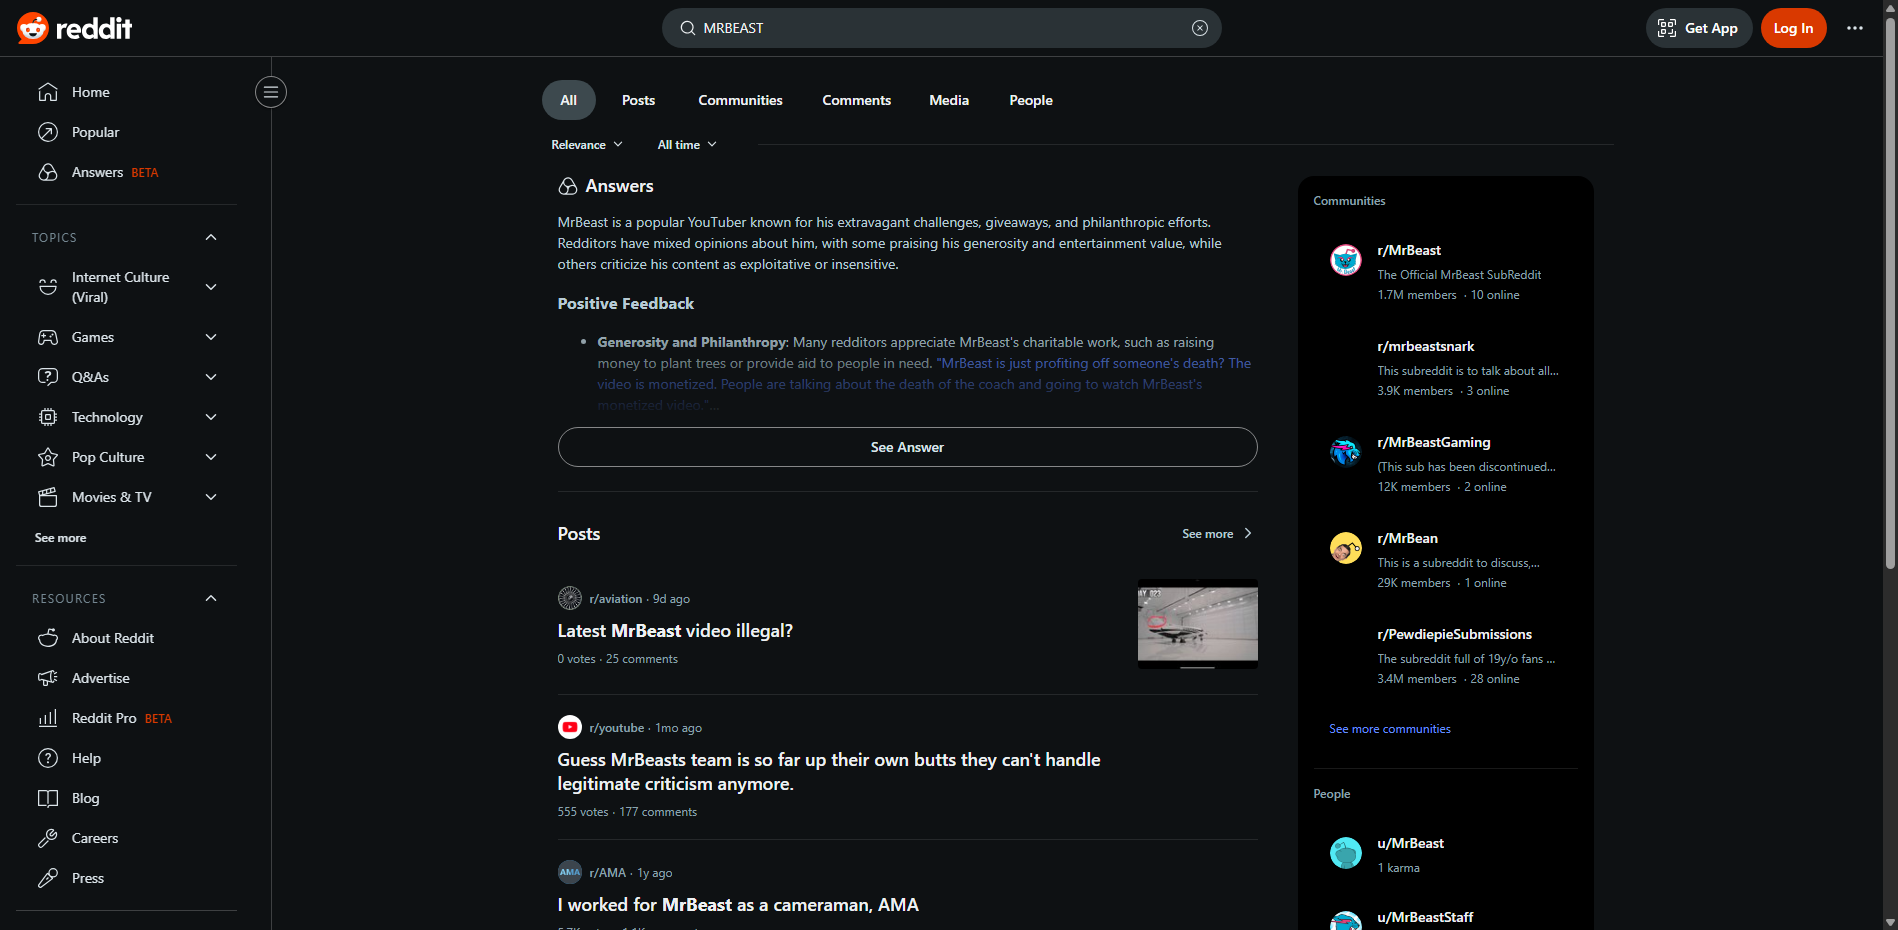 reddit
MRBEAST
Get App
Log In
Home
Popular
Answers BETA
TOPICS
Internet Culture
(Viral)
Games
Q&As
Technology
Pop Culture
Movies & TV
See more
RESOURCES
About Reddit
Advertise
Reddit Pro BETA
Help
Blog
Careers
Press
All
Posts
Communities
Comments
Media
People
Relevance
All time
Answers
MrBeast is a popular YouTuber known for his extravagant challenges, giveaways, and philanthropic efforts.
Redditors have mixed opinions about him, with some praising his generosity and entertainment value, while
others criticize his content as exploitative or insensitive.
Positive Feedback
• Generosity and Philanthropy: Many redditors appreciate MrBeast's charitable work, such as raising
money to plant trees or provide aid to people in need. "MrBeast is just profiting off someone's death? The
video is monetized. People are talking about the death of the coach and going to watch MrBeast's
monetized video."...
See Answer
Posts
See more
r/aviation · 9d ago
Latest MrBeast video illegal?
0 votes · 25 comments
r/youtube · 1mo ago
Guess MrBeasts team is so far up their own butts they can't handle
legitimate criticism anymore.
555 votes · 177 comments
AMA
r/AMA · 1y ago
I worked for MrBeast as a cameraman, AMA
Communities
r/MrBeast
The Official MrBeast SubReddit
1.7M members · 10 online
r/mrbeastsnark
This subreddit is to talk about all...
3.9K members · 3 online
r/MrBeastGaming
(This sub has been discontinued...
12K members · 2 online
r/MrBean
This is a subreddit to discuss,...
29K members · 1 online
r/PewdiepieSubmissions
The subreddit full of 19y/o fans ...
3.4M members · 28 online
See more communities
People
u/MrBeast
1 karma
u/MrBeastStaff